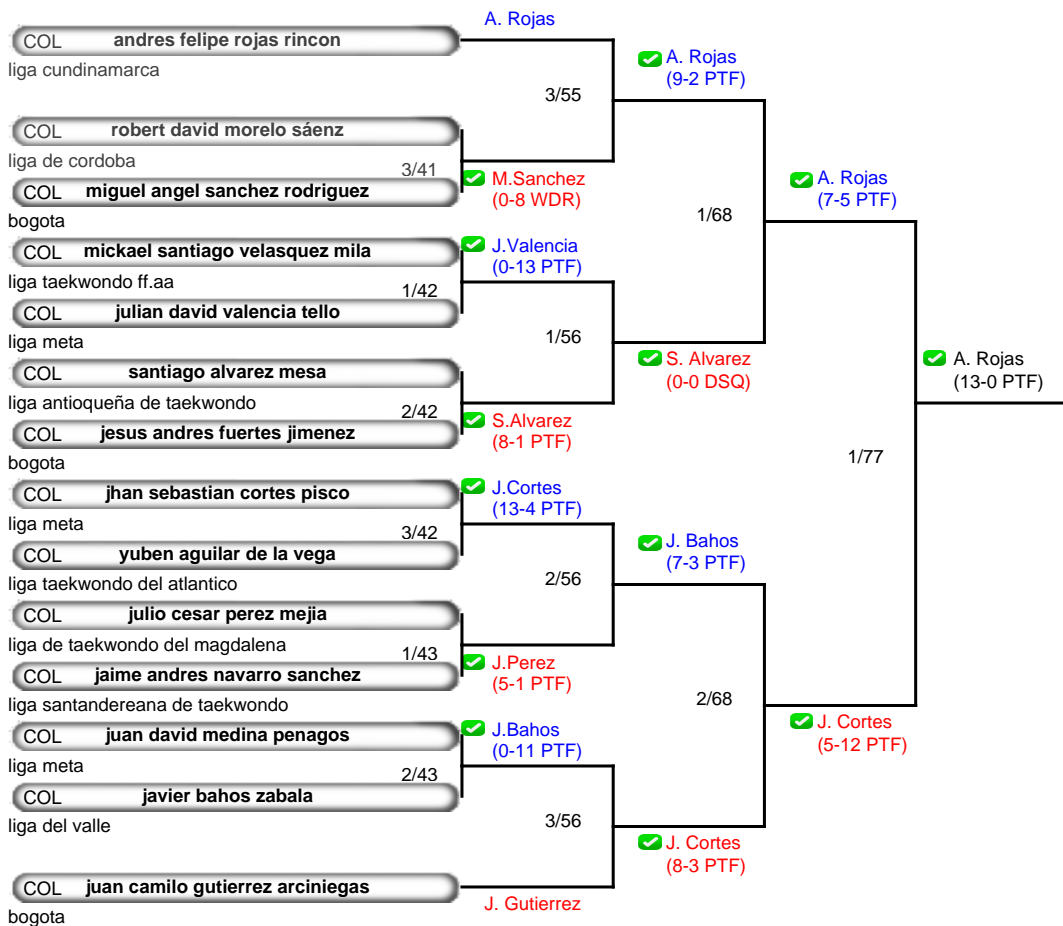 A. Rojas
COL andres felipe rojas rincon
liga cundinamarca
A. Rojas
(9-2 PTF)
3/55
COL robert david morelo sáenz
liga de cordoba
3/41
COL miguel angel sanchez rodriguez
bogota
M.Sanchez
(0-8 WDR)
A. Rojas
(7-5 PTF)
1/68
COL mickael santiago velasquez mila
liga taekwondo ff.aa
J.Valencia
(0-13 PTF)
1/42
COL julian david valencia tello
liga meta
1/56
S. Alvarez
(0-0 DSQ)
A. Rojas
(13-0 PTF)
COL santiago alvarez mesa
liga antioqueña de taekwondo
2/42
COL jesus andres fuertes jimenez
bogota
S.Alvarez
(8-1 PTF)
1/77
COL jhan sebastian cortes pisco
liga meta
J.Cortes
(13-4 PTF)
3/42
COL yuben aguilar de la vega
liga taekwondo del atlantico
J. Bahos
(7-3 PTF)
2/56
COL julio cesar perez mejia
liga de taekwondo del magdalena
1/43
COL jaime andres navarro sanchez
liga santandereana de taekwondo
J.Perez
(5-1 PTF)
2/68
J. Cortes
(5-12 PTF)
COL juan david medina penagos
liga meta
J.Bahos
(0-11 PTF)
2/43
COL javier bahos zabala
liga del valle
3/56
J. Cortes
(8-3 PTF)
COL juan camilo gutierrez arciniegas
bogota
J. Gutierrez